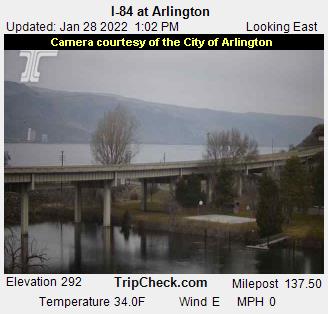 I-84 at Arlington
Updated: Jan 28 2022 1:02 PM Looking East
Camera courtesy of the City of Arlington
Elevation 292 TripCheck.com Milepost 137.50
Temperature 34.0F Wind E MPH 0